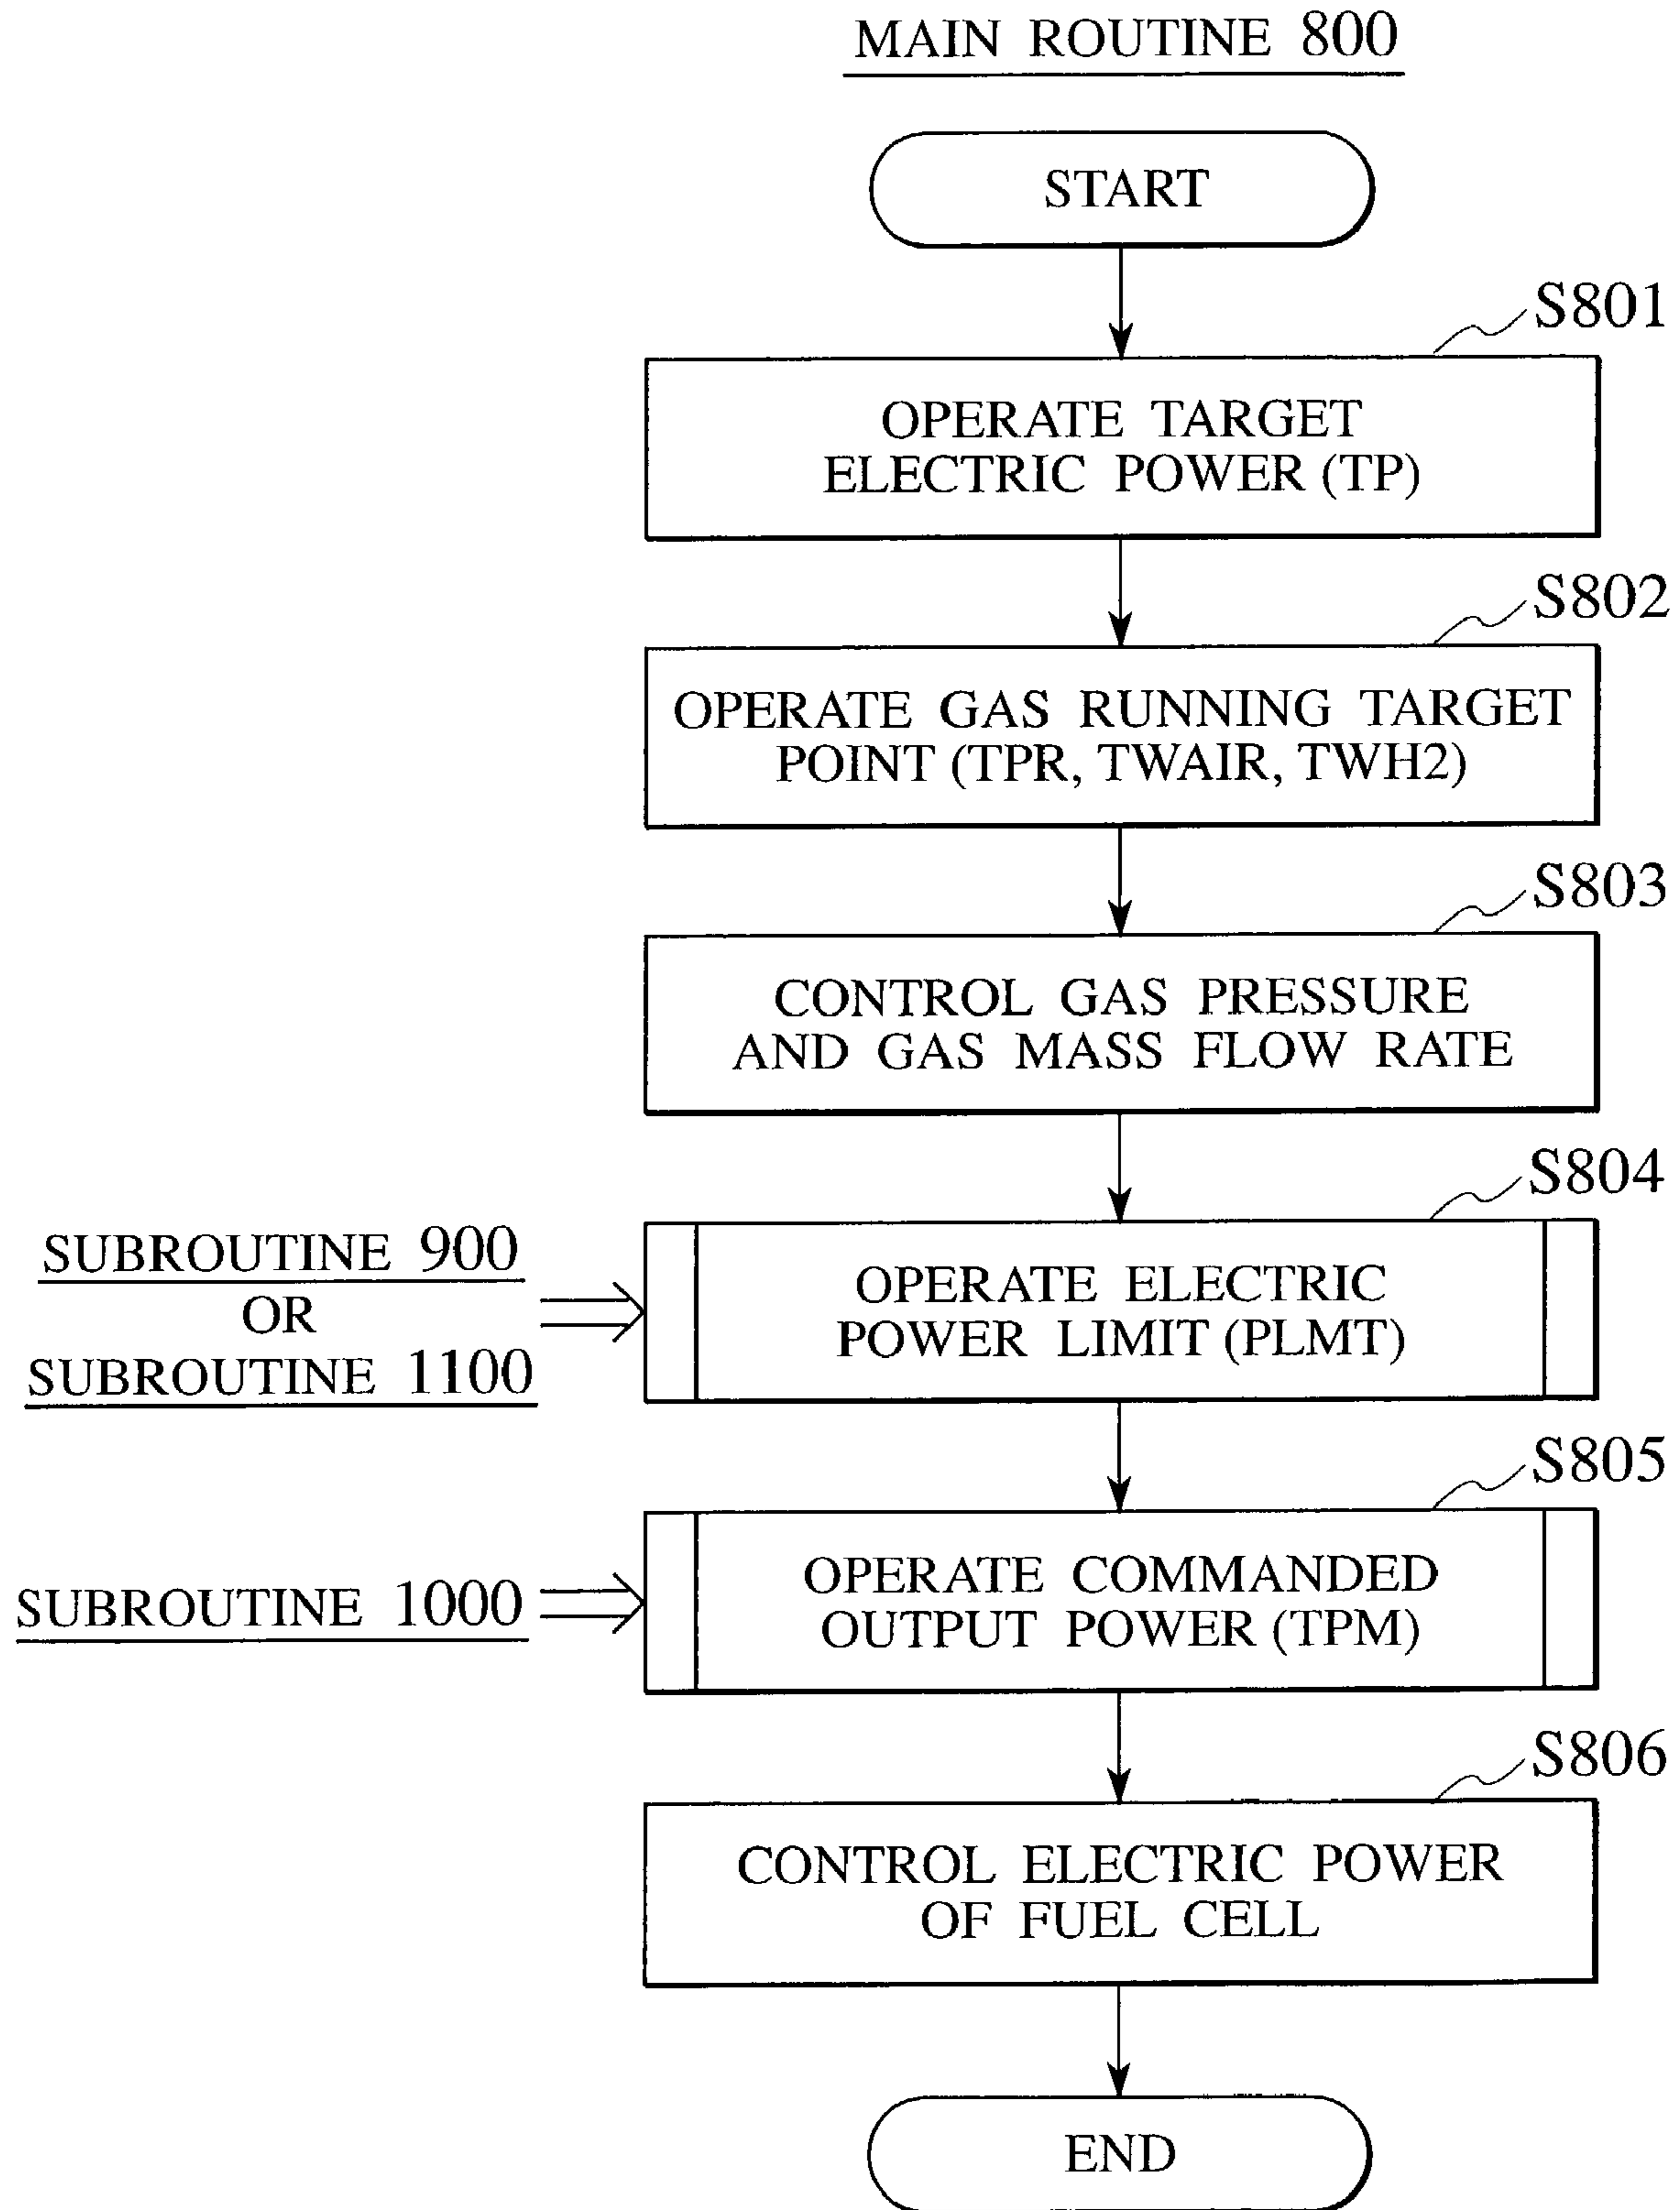 MAIN ROUTINE 800
START
S801
OPERATE TARGET
ELECTRIC POWER (TP)
S802
OPERATE GAS RUNNING TARGET
POINT (TPR, TWAIR, TWH2)
S803
CONTROL GAS PRESSURE
AND GAS MASS FLOW RATE
S804
SUBROUTINE 900
OR
SUBROUTINE 1100
OPERATE ELECTRIC
POWER LIMIT (PLMT)
S805
SUBROUTINE 1000
OPERATE COMMANDED
OUTPUT POWER (TPM)
S806
CONTROL ELECTRIC POWER
OF FUEL CELL
END